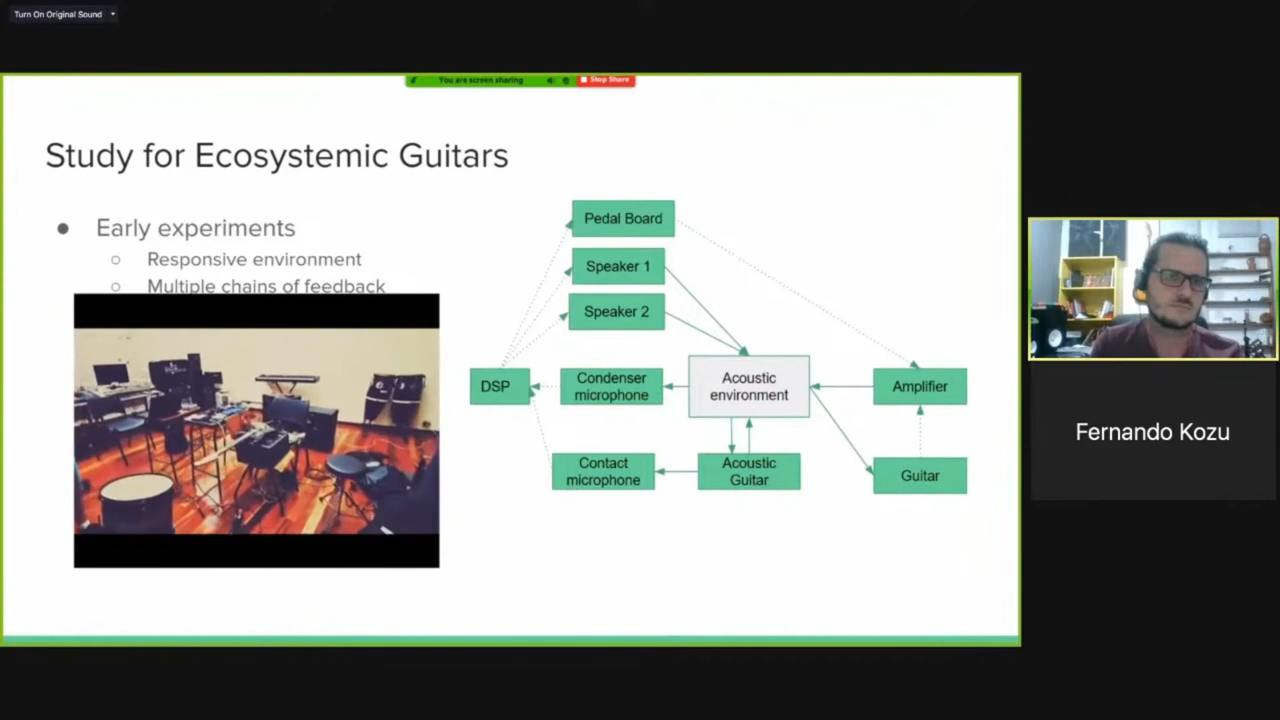 Turn On Original Sound
You are screen sharing
Stop Share
Study for Ecosystemic Guitars
Early experiments
Responsive environment
Multiple chains of feedback
Pedal Board
Speaker 1
Speaker 2
DSP
Condenser
microphone
Acoustic
environment
Amplifier
Contact
microphone
Acoustic
Guitar
Guitar
Fernando Kozu